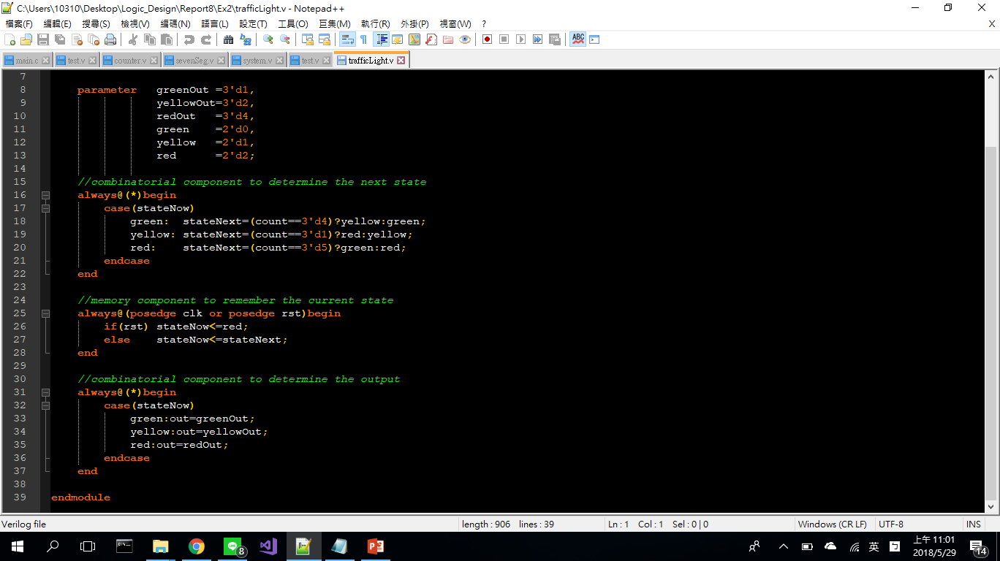 C:\Users\10310\Desktop\Logic_Design\Report8\Ex2\trafficLight.v - Notepad++
檔案(F) 編輯(E) 搜尋(S) 檢視(V) 編碼(N) 語言(L) 設定(T) 工具(O) 巨集(M) 執行(R) 外掛(P) 視窗(W) ? X
main.c test.v counter.v sevenSeg.v system.v test.v trafficLight.v
7
8 parameter greenOut =3'd1,
9 yellowOut=3'd2,
10 redOut =3'd4,
11 green =2'd0,
12 yellow =2'd1,
13 red =2'd2;
14
15 //combinatorial component to determine the next state
16 always@(*)begin
17 case(stateNow)
18 green: stateNext=(count==3'd4)?yellow:green;
19 yellow: stateNext=(count==3'd1)?red:yellow;
20 red: stateNext=(count==3'd5)?green:red;
21 endcase
22 end
23
24 //memory component to remember the current state
25 always@(posedge clk or posedge rst)begin
26 if(rst) stateNow<=red;
27 else stateNow<=stateNext;
28 end
29
30 //combinatorial component to determine the output
31 always@(*)begin
32 case(stateNow)
33 green:out=greenOut;
34 yellow:out=yellowOut;
35 red:out=redOut;
36 endcase
37 end
38
39 endmodule
Verilog file length : 906 lines : 39 Ln : 1 Col : 1 Sel : 0 | 0 Windows (CR LF) UTF-8 INS
8 英 上午 11:01 14
2018/5/29